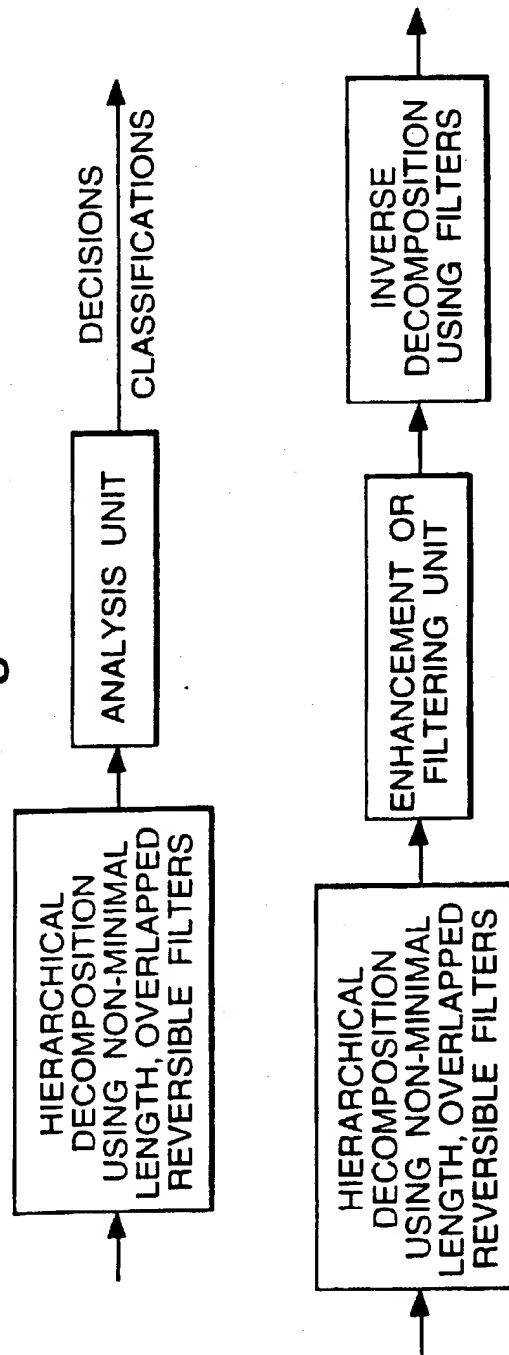 HIERARCHICAL
DECOMPOSITION
USING NON-MINIMAL
LENGTH, OVERLAPPED
REVERSIBLE FILTERS
ANALYSIS UNIT
DECISIONS
CLASSIFICATIONS
HIERARCHICAL
DECOMPOSITION
USING NON-MINIMAL
LENGTH, OVERLAPPED
REVERSIBLE FILTERS
ENHANCEMENT OR
FILTERING UNIT
INVERSE
DECOMPOSITION
USING FILTERS